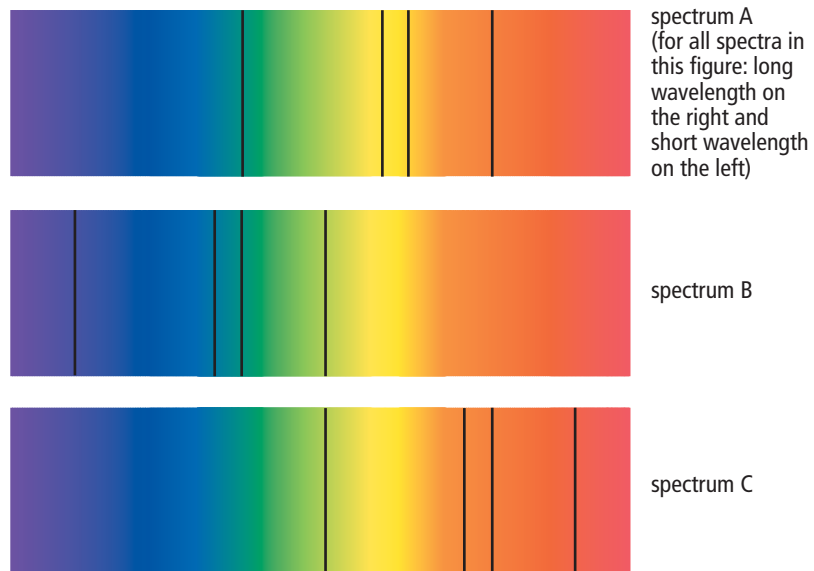 spectrum A
(for all spectra in
this figure: long
wavelength on
the right and
short wavelength
on the left)
spectrum B
spectrum C